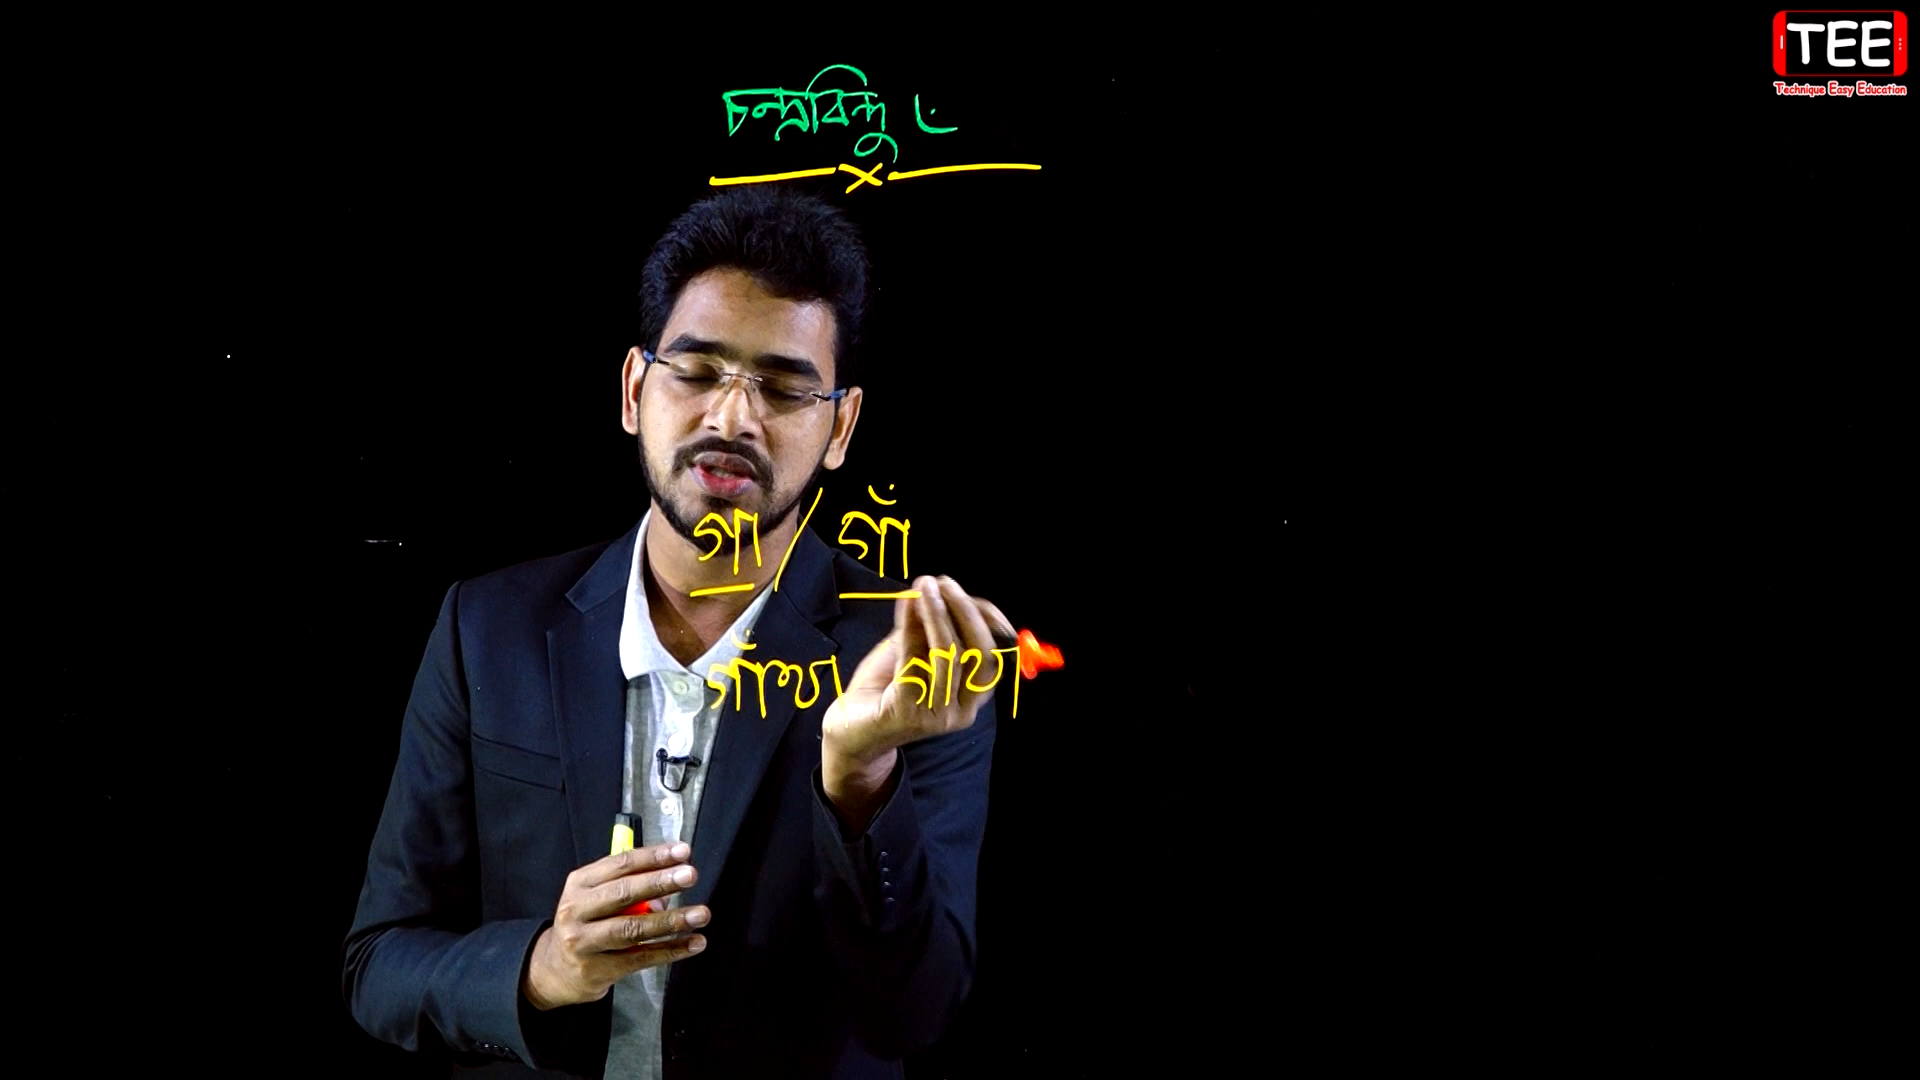 TEE
Technique Easy Education
চন্দ্রবিন্দু ঁ
গা / গাঁ
গাঁথা গাথা